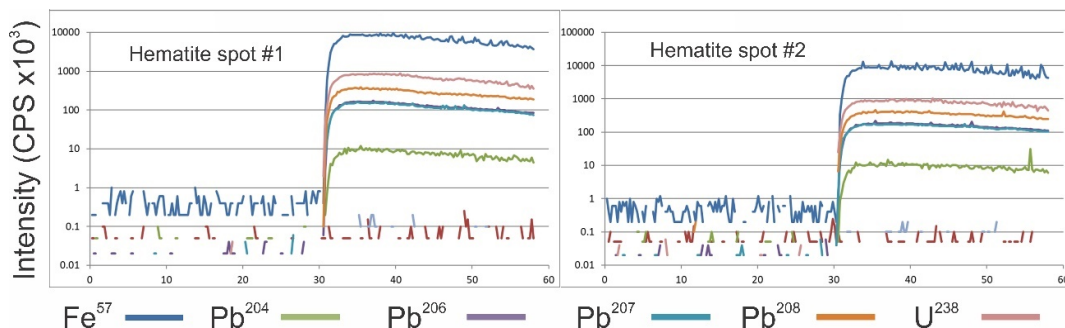 Intensity (CPS x10³)
Hematite spot #1
10000
1000
100
10
1
0.1
0.01
0 10 20 30 40 50 60
Hematite spot #2
10000
1000
100
10
1
0.1
0.01
0 10 20 30 40 50 60
Fe⁵⁷ Pb²⁰⁴ Pb²⁰⁶ Pb²⁰⁷ Pb²⁰⁸ U²³⁸